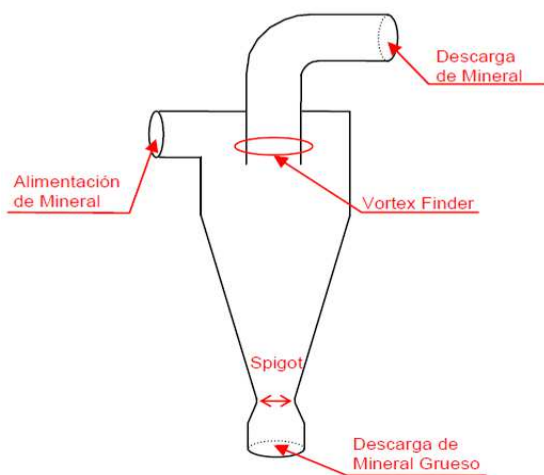 Descarga
de Mineral
Alimentación
de Mineral
Vortex Finder
Spigot
Descarga de
Mineral Grueso